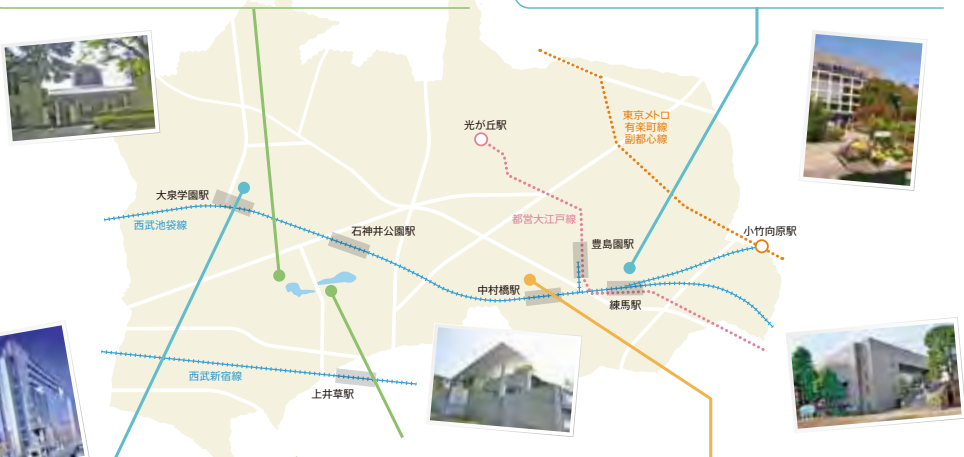 東京メトロ
有楽町線
副都心線
光が丘駅
大泉学園駅
西武池袋線
都営大江戸線
石神井公園駅
小竹向原駅
豊島園駅
中村橋駅
練馬駅
西武新宿線
上井草駅